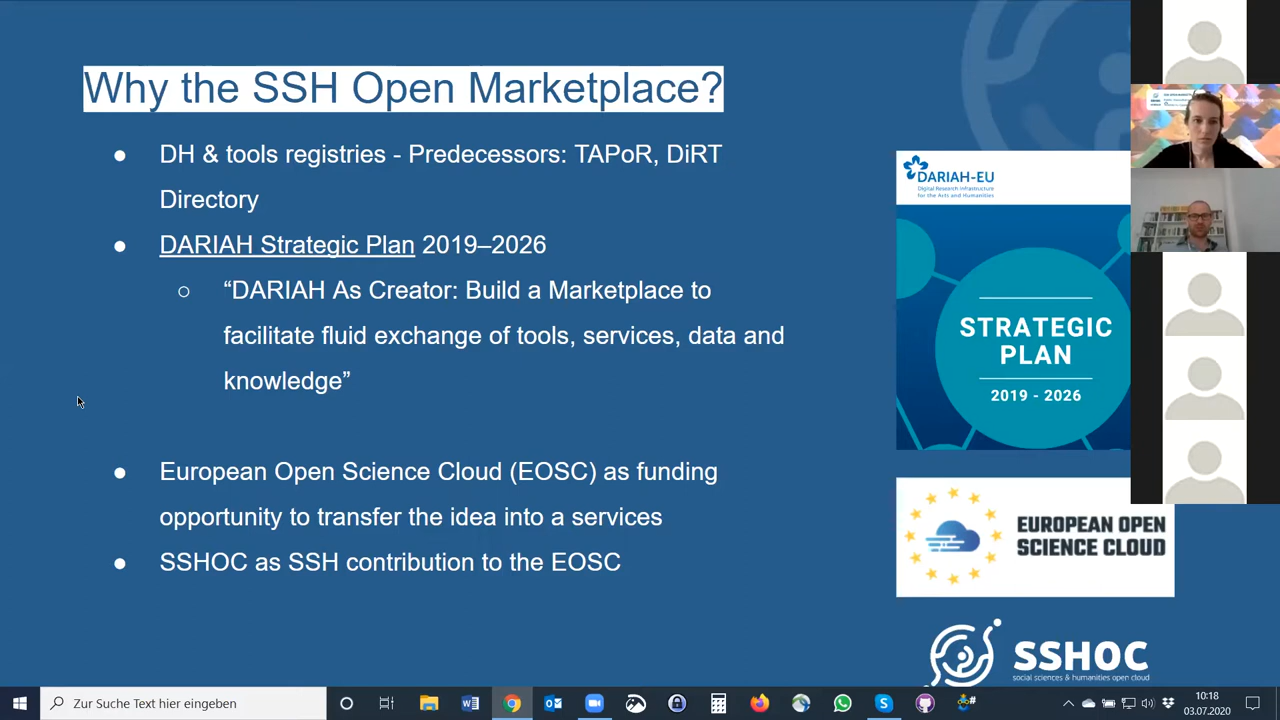 Why the SSH Open Marketplace?
● DH & tools registries - Predecessors: TAPoR, DiRT
Directory
● DARIAH Strategic Plan 2019–2026
○ “DARIAH As Creator: Build a Marketplace to
facilitate fluid exchange of tools, services, data and
knowledge”
● European Open Science Cloud (EOSC) as funding
opportunity to transfer the idea into a services
● SSHOC as SSH contribution to the EOSC
DARIAH-EU
Digital Research Infrastructure
for the Arts and Humanities
STRATEGIC
PLAN
2019 - 2026
EUROPEAN OPEN
SCIENCE CLOUD
SSHOC
social sciences & humanities open cloud
Zur Suche Text hier eingeben
10:18
03.07.2020